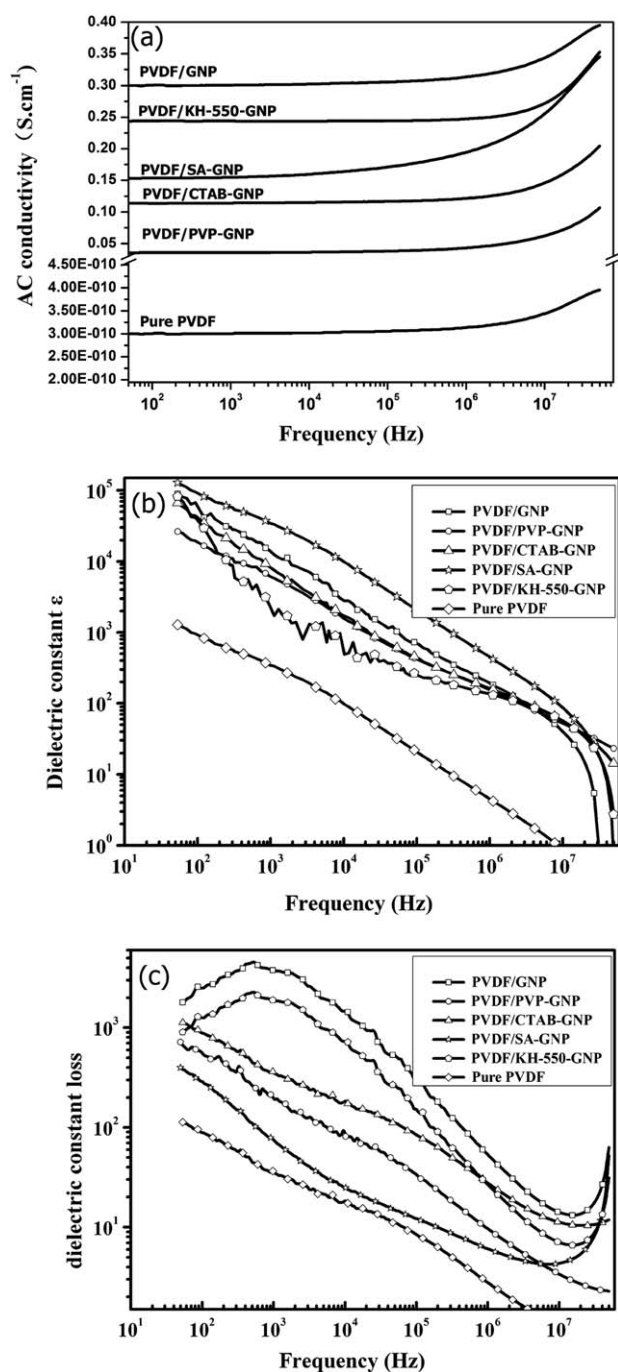 (a)
0.40
0.35
0.30
0.25
0.20
0.15
0.10
0.05
4.50E-010
4.00E-010
3.50E-010
3.00E-010
2.50E-010
2.00E-010
AC conductivity (S.cm⁻¹)
PVDF/GNP
PVDF/KH-550-GNP
PVDF/SA-GNP
PVDF/CTAB-GNP
PVDF/PVP-GNP
Pure PVDF
10² 10³ 10⁴ 10⁵ 10⁶ 10⁷
Frequency (Hz)
(b)
10⁵
10⁴
10³
10²
10¹
10⁰
Dielectric constant ε
PVDF/GNP
PVDF/PVP-GNP
PVDF/CTAB-GNP
PVDF/SA-GNP
PVDF/KH-550-GNP
Pure PVDF
10¹ 10² 10³ 10⁴ 10⁵ 10⁶ 10⁷
Frequency (Hz)
(c)
10³
10²
10¹
dielectric constant loss
PVDF/GNP
PVDF/PVP-GNP
PVDF/CTAB-GNP
PVDF/SA-GNP
PVDF/KH-550-GNP
Pure PVDF
10¹ 10² 10³ 10⁴ 10⁵ 10⁶ 10⁷
Frequency (Hz)